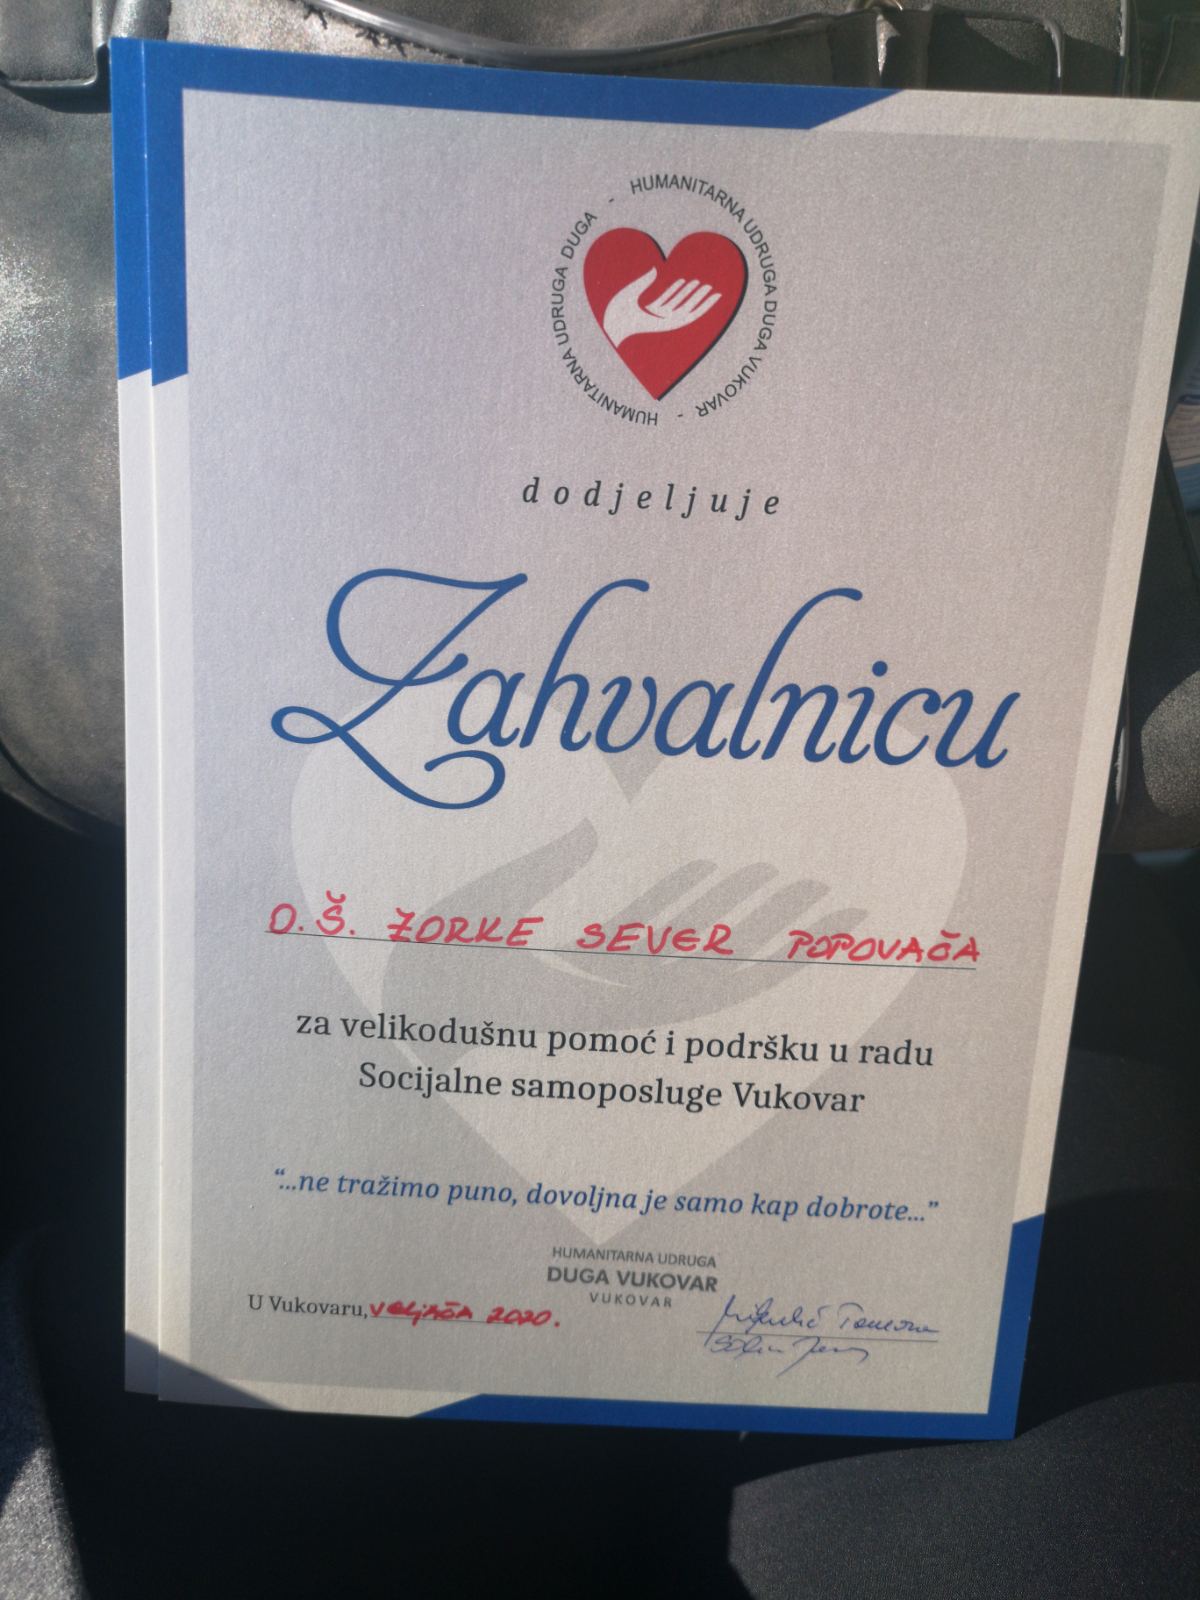 HUMANITARNA UDRUGA DUGA - HUMANITARNA UDRUGA DUGA VUKOVAR -
dodjeljuje
Zahvalnicu
O.Š. ZORKE SEVER POPOVAČA
za velikodušnu pomoć i podršku u radu
Socijalne samoposluge Vukovar
“...ne tražimo puno, dovoljna je samo kap dobrote...”
HUMANITARNA UDRUGA
DUGA VUKOVAR
VUKOVAR
U Vukovaru, veljača 2020.